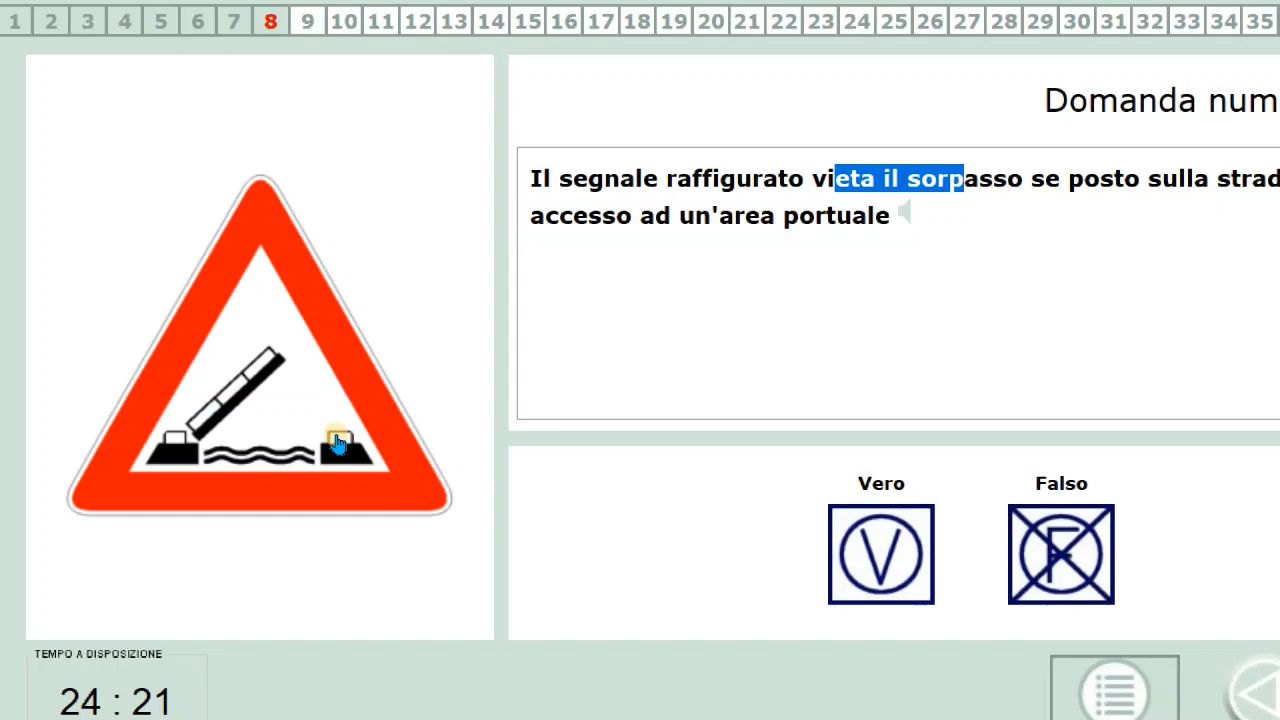 1 2 3 4 5 6 7 8 9 10 11 12 13 14 15 16 17 18 19 20 21 22 23 24 25 26 27 28 29 30 31 32 33 34 35
Domanda num
Il segnale raffigurato vieta il sorpasso se posto sulla strad
accesso ad un'area portuale
Vero Falso
V F
TEMPO A DISPOSIZIONE
24 : 21